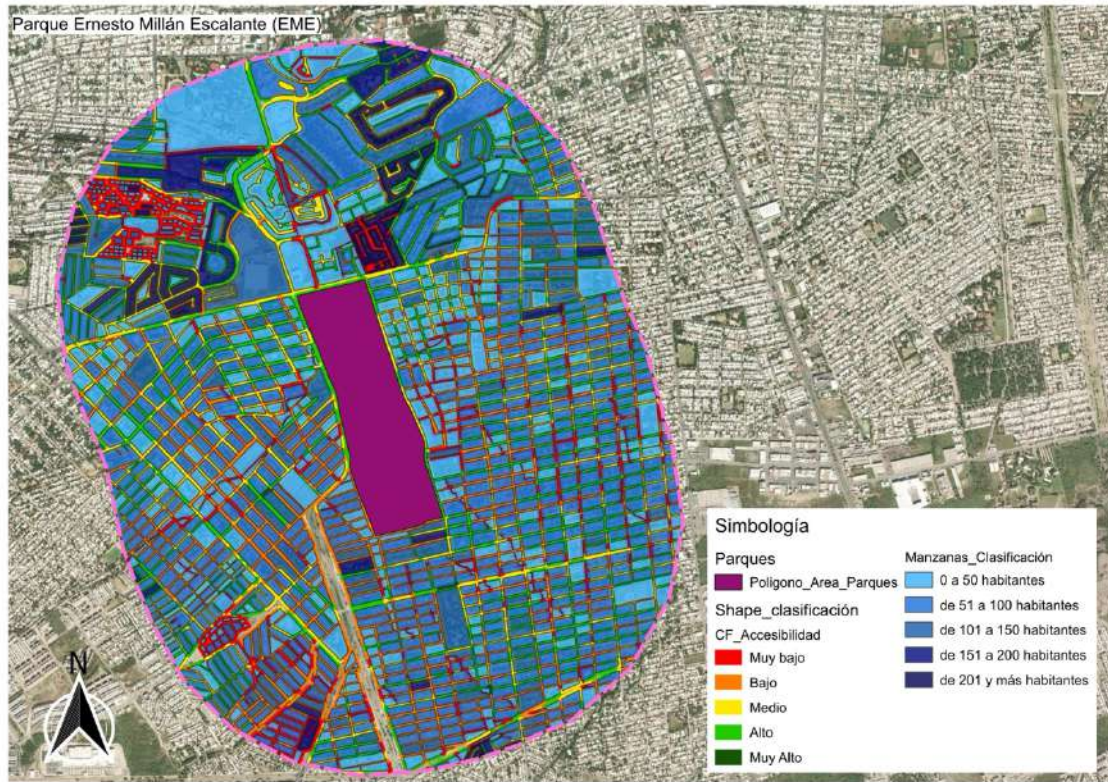 Parque Ernesto Millán Escalante (EME)
N
Simbología
Parques
Poligono_Area_Parques
Shape_clasificación
CF_Accesibilidad
Muy bajo
Bajo
Medio
Alto
Muy Alto
Manzanas_Clasificación
0 a 50 habitantes
de 51 a 100 habitantes
de 101 a 150 habitantes
de 151 a 200 habitantes
de 201 y más habitantes